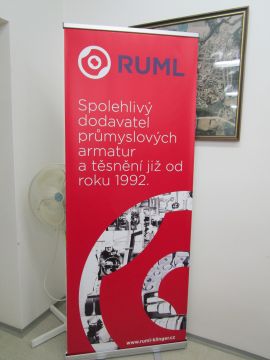 RUML
Spolehlivý
dodavatel
průmyslových
armatur
a těsnění již od
roku 1992.
www.ruml-klinger.cz